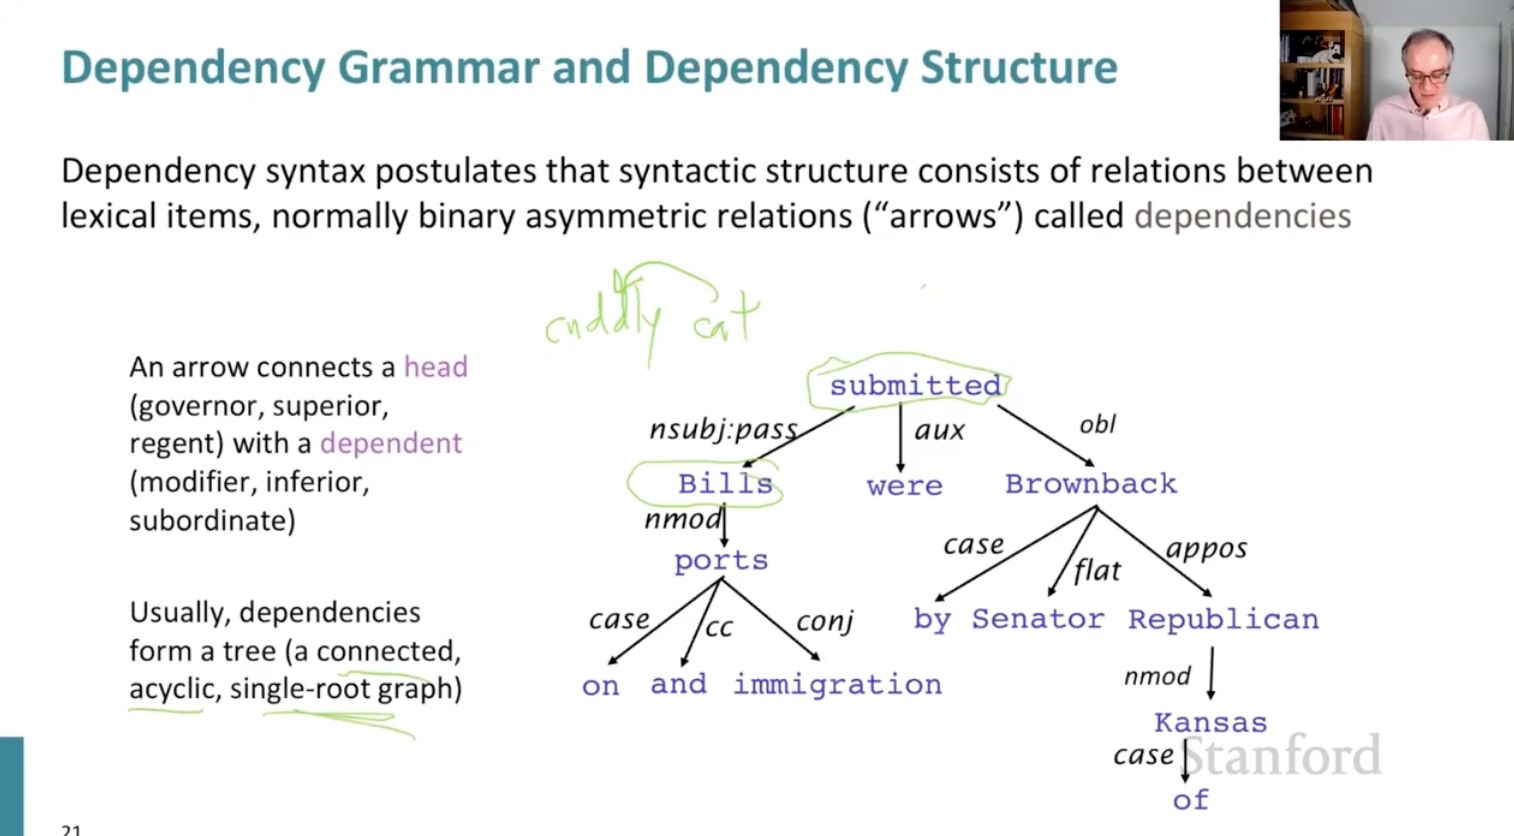 Dependency Grammar and Dependency Structure
Dependency syntax postulates that syntactic structure consists of relations between
lexical items, normally binary asymmetric relations (“arrows”) called dependencies
cuddly cat
An arrow connects a head
(governor, superior,
regent) with a dependent
(modifier, inferior,
subordinate)
Usually, dependencies
form a tree (a connected,
acyclic, single-root graph)
submitted
nsubj:pass aux obl
Bills were Brownback
nmod
case flat appos
ports
case cc conj
by Senator Republican
on and immigration
nmod
Kansas
case
of
Stanford
21